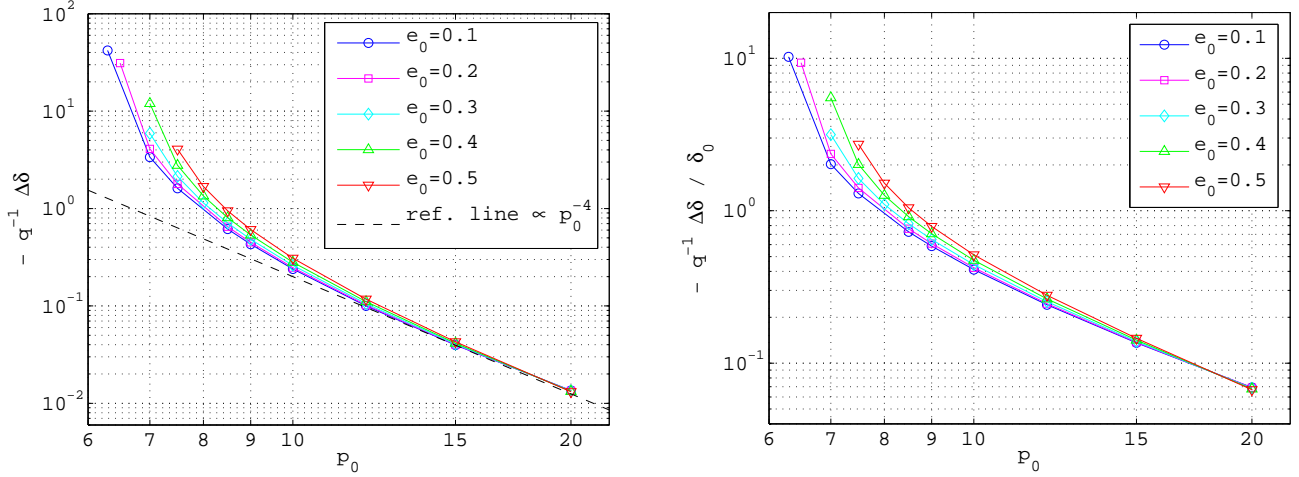 10^2
10^1
10^0
10^-1
10^-2
- q^-1 Δδ
6
7
8
9
10
15
20
p_0
e_0=0.1
e_0=0.2
e_0=0.3
e_0=0.4
e_0=0.5
ref. line ∝ p_0^-4
10^1
10^0
10^-1
- q^-1 Δδ / δ_0
6
7
8
9
10
15
20
p_0
e_0=0.1
e_0=0.2
e_0=0.3
e_0=0.4
e_0=0.5